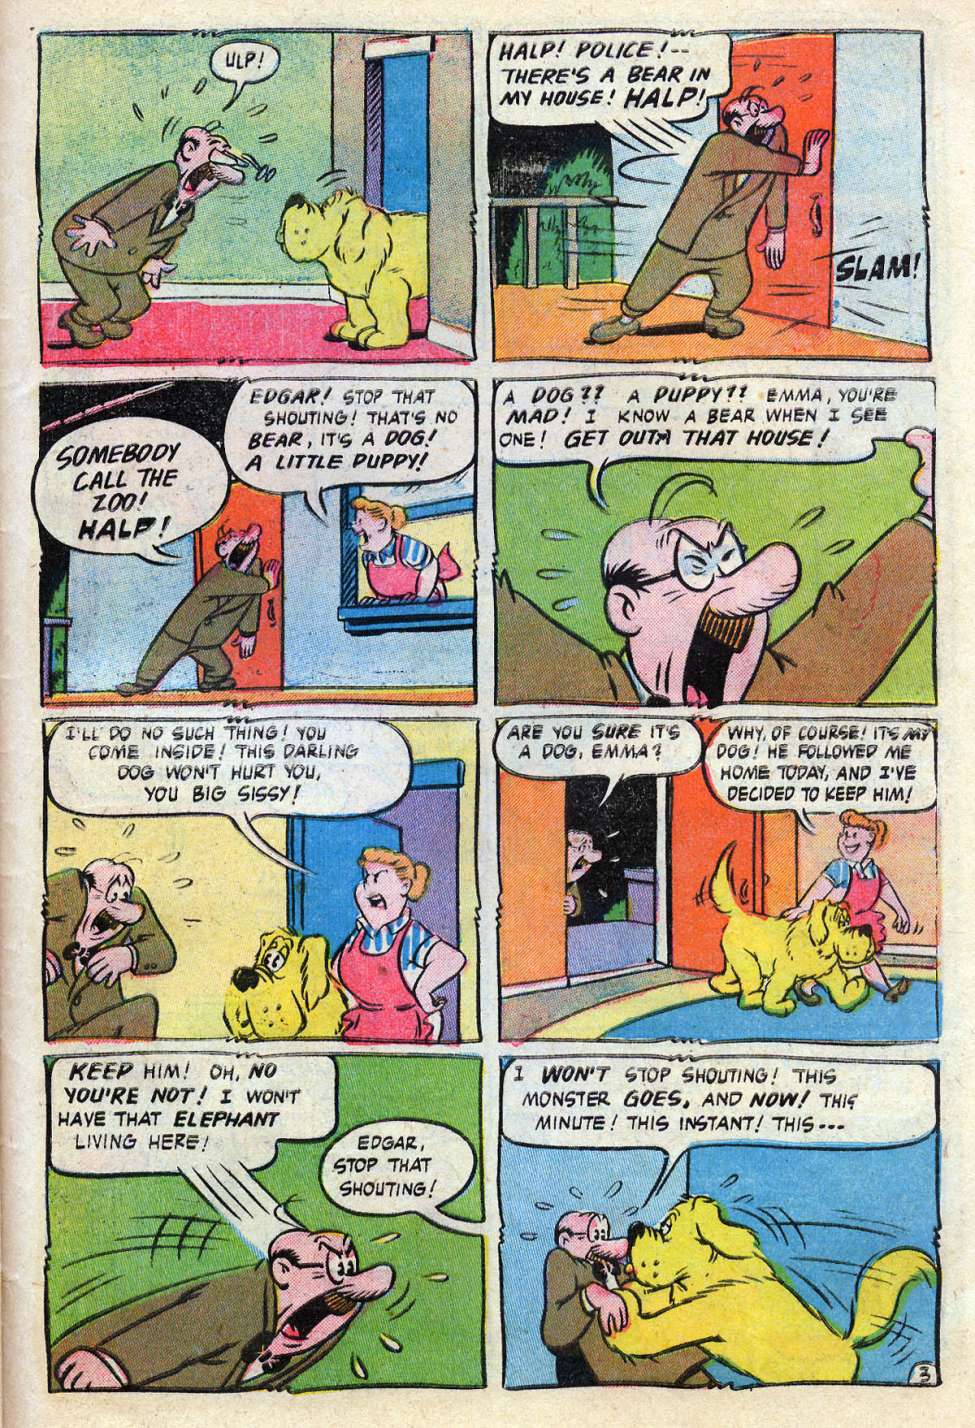 ULP!
HALP! POLICE!--
THERE'S A BEAR IN
MY HOUSE! HALP!
SLAM!
SOMEBODY
CALL THE
ZOO!
HALP!
EDGAR! STOP THAT
SHOUTING! THAT'S NO
BEAR, IT'S A DOG!
A LITTLE PUPPY!
A DOG?? A PUPPY?? EMMA, YOU'RE
MAD! I KNOW A BEAR WHEN I SEE
ONE! GET OUTA THAT HOUSE!
I'LL DO NO SUCH THING! YOU
COME INSIDE! THIS DARLING
DOG WON'T HURT YOU,
YOU BIG SISSY!
ARE YOU SURE IT'S
A DOG, EMMA?
WHY, OF COURSE! IT'S MY
DOG! HE FOLLOWED ME
HOME TODAY, AND I'VE
DECIDED TO KEEP HIM!
KEEP HIM! OH, NO
YOU'RE NOT! I WON'T
HAVE THAT ELEPHANT
LIVING HERE!
EDGAR,
STOP THAT
SHOUTING!
I WON'T STOP SHOUTING! THIS
MONSTER GOES, AND NOW! THIS
MINUTE! THIS INSTANT! THIS---
3